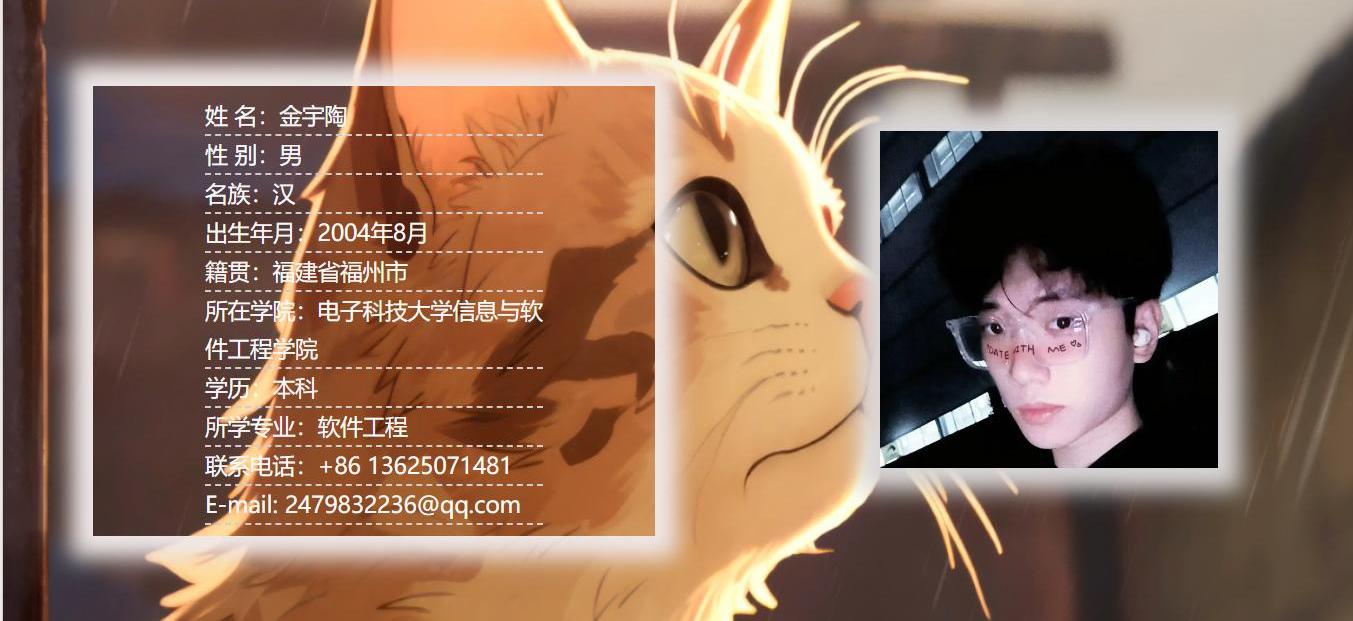 姓 名：金宇陶
性 别：男
名族：汉
出生年月：2004年8月
籍贯：福建省福州市
所在学院：电子科技大学信息与软
件工程学院
学历：本科
所学专业：软件工程
联系电话：+86 13625071481
E-mail: 2479832236@qq.com
DATE WITH ME